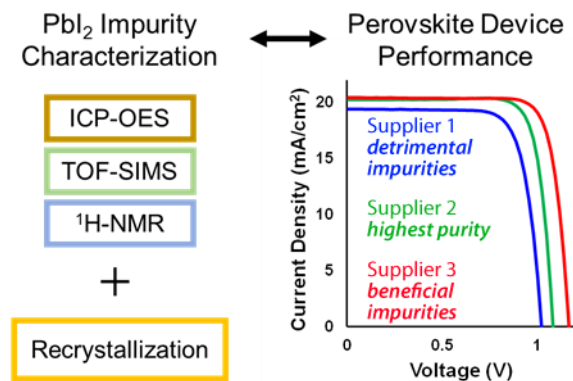 PbI₂ Impurity
Characterization
ICP-OES
TOF-SIMS
¹H-NMR
+
Recrystallization
Perovskite Device
Performance
Current Density (mA/cm²)
20
15
10
5
0
Supplier 1
detrimental
impurities
Supplier 2
highest purity
Supplier 3
beneficial
impurities
0
0.5
1
Voltage (V)